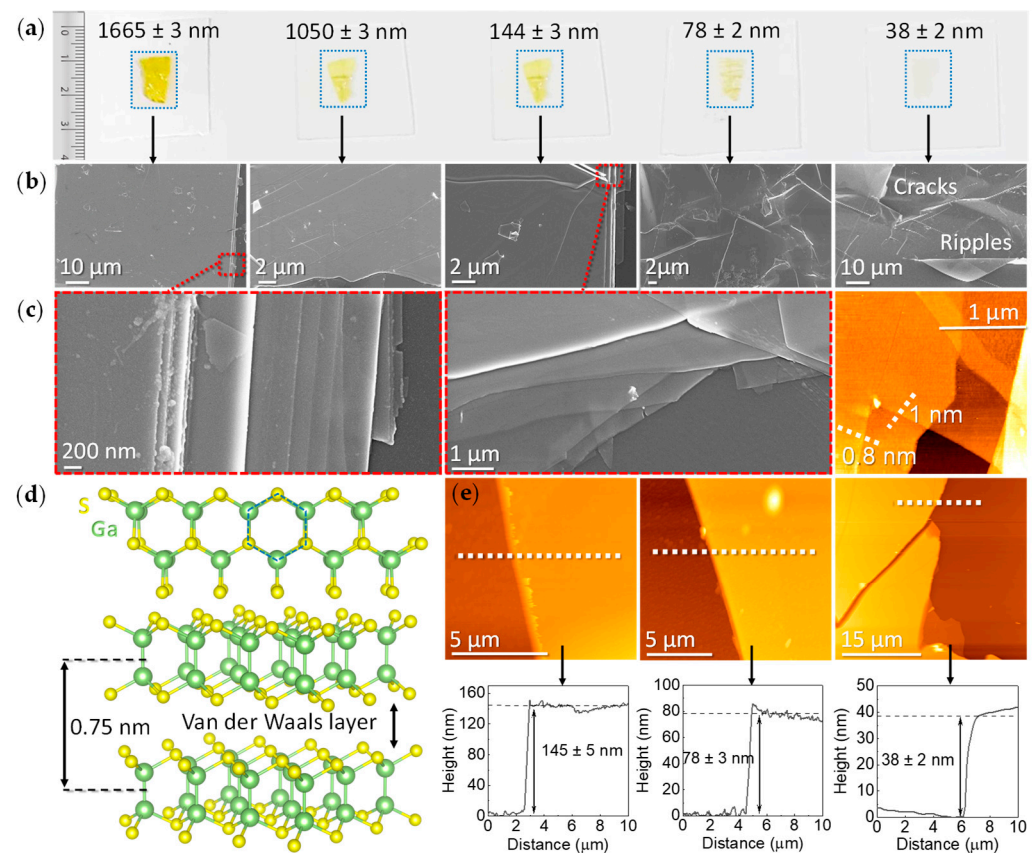 (a)
0
1
2
3
4
1665 ± 3 nm
1050 ± 3 nm
144 ± 3 nm
78 ± 2 nm
38 ± 2 nm
(b)
10 µm
2 µm
2 µm
2µm
Cracks
Ripples
10 µm
(c)
200 nm
1 µm
1 µm
1 nm
0.8 nm
(d)
S
Ga
0.75 nm
Van der Waals layer
(e)
5 µm
5 µm
15 µm
Height (nm)
160
120
80
40
0
145 ± 5 nm
0 2 4 6 8 10
Distance (µm)
Height (nm)
100
80
60
40
20
0
78 ± 3 nm
0 2 4 6 8 10
Distance (µm)
Height (nm)
50
40
30
20
10
0
38 ± 2 nm
0 2 4 6 8 10
Distance (µm)